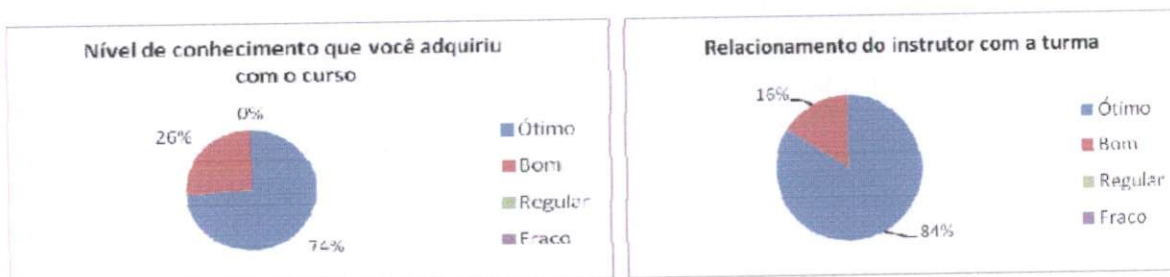 Nível de conhecimento que você adquiriu
com o curso
0%
26%
74%
Ótimo
Bom
Regular
Fraco
Relacionamento do instrutor com a turma
16%
84%
Ótimo
Bom
Regular
Fraco